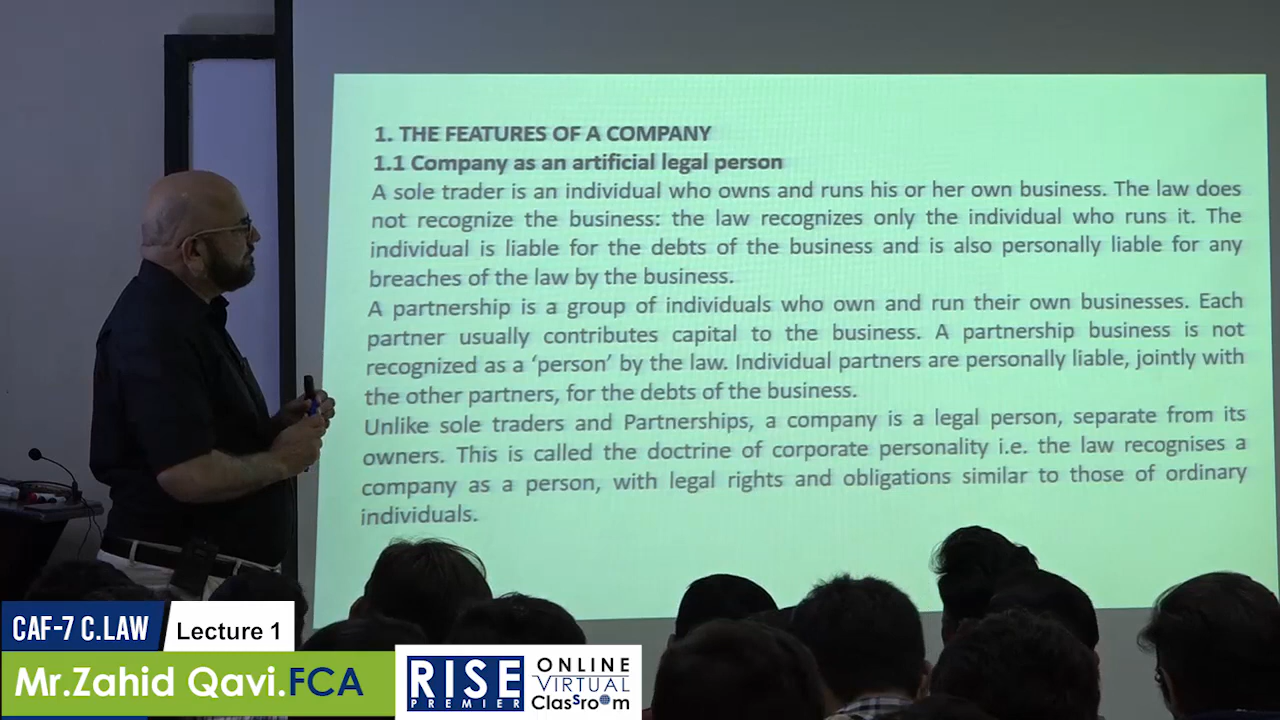 1. THE FEATURES OF A COMPANY
1.1 Company as an artificial legal person
A sole trader is an individual who owns and runs his or her own business. The law does
not recognize the business: the law recognizes only the individual who runs it. The
individual is liable for the debts of the business and is also personally liable for any
breaches of the law by the business.
A partnership is a group of individuals who own and run their own businesses. Each
partner usually contributes capital to the business. A partnership business is not
recognized as a ‘person’ by the law. Individual partners are personally liable, jointly with
the other partners, for the debts of the business.
Unlike sole traders and Partnerships, a company is a legal person, separate from its
owners. This is called the doctrine of corporate personality i.e. the law recognises a
company as a person, with legal rights and obligations similar to those of ordinary
individuals.
CAF-7 C.LAW
Lecture 1
Mr.Zahid Qavi.FCA
RISE
PREMIER
ONLINE
VIRTUAL
Classroom